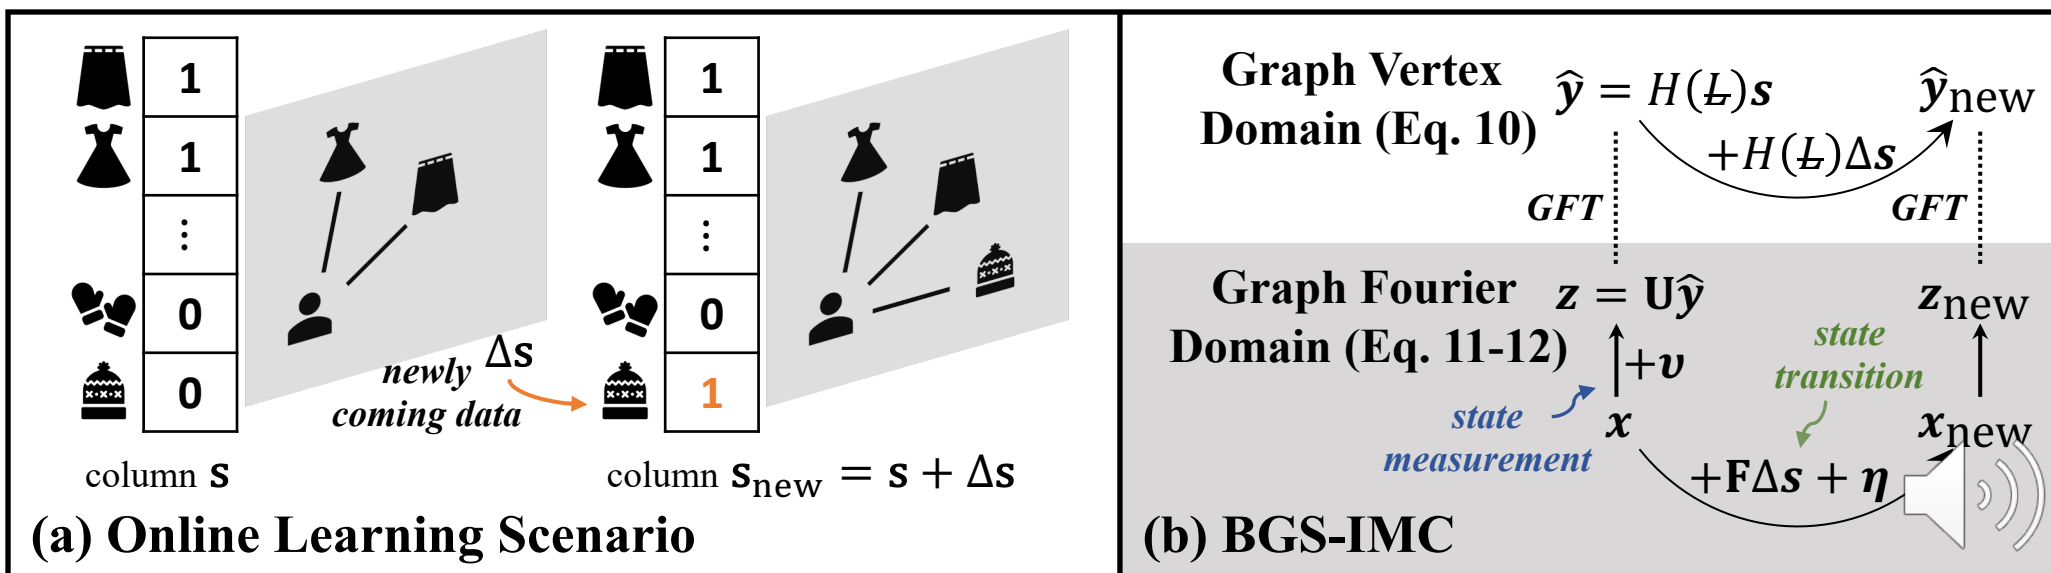 1
1
⋮
0
0
column s
newly Δs
coming data
1
1
⋮
0
1
column s_new = s + Δs
(a) Online Learning Scenario
Graph Vertex
Domain (Eq. 10)
ŷ = H(Ł)s
ŷ_new
+H(Ł)Δs
GFT
GFT
Graph Fourier
Domain (Eq. 11-12)
z = Uŷ
z_new
+υ
state
transition
state
measurement
x
x_new
+FΔs + η
(b) BGS-IMC